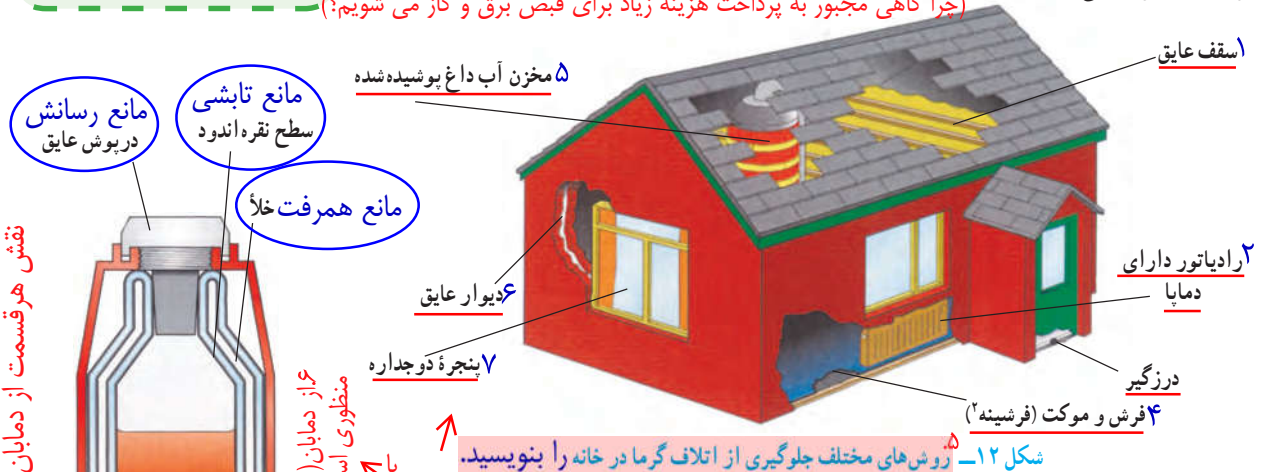 (چرا گاهی مجبور به پرداخت هزینه زیاد برای قبض برق و گاز می شویم؟)
۱سقف عایق
۵مخزن آب داغ پوشیده‌شده
مانع تابشی
سطح نقره‌اندود
مانع رسانش
درپوش عایق
مانع همرفت خلأ
۲رادیاتور دارای
دماپا
۶دیوار عایق
۷پنجرهٔ دوجداره
درزگیر
۴فرش و موکت (فرشینه۲)
نقش هرقسمت از دمابان
۶از دمابان(
منظوری
۵.
شکل ۱۲ــ روش‌های مختلف جلوگیری از اتلاف گرما در خانه را بنویسید.